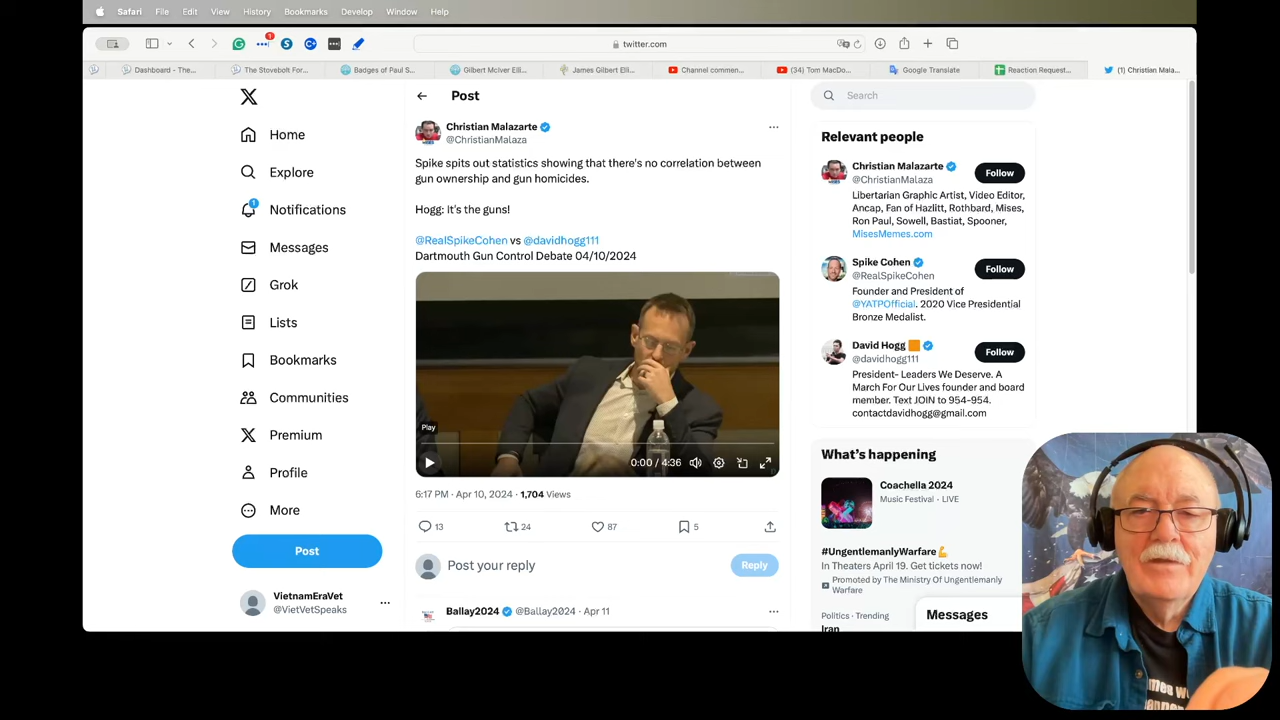 Safari File Edit View History Bookmarks Develop Window Help
1
twitter.com
Dashboard - The...
The Stovebolt For...
Badges of Paul S...
Gilbert McIver Elli...
James Gilbert Elli...
Channel commen...
(34) Tom MacDo...
Google Translate
Reaction Request...
(1) Christian Mala...
X
Home
Explore
1
Notifications
Messages
Grok
Lists
Bookmarks
Communities
Premium
Profile
More
Post
VietnamEraVet
@VietVetSpeaks
Post
Christian Malazarte
@ChristianMalaza
Spike spits out statistics showing that there's no correlation between
gun ownership and gun homicides.
Hogg: It's the guns!
@RealSpikeCohen vs @davidhogg111
Dartmouth Gun Control Debate 04/10/2024
Play
0:00 / 4:36
6:17 PM · Apr 10, 2024 · 1,704 Views
13
24
87
5
Post your reply
Reply
Ballay2024 @Ballay2024 · Apr 11
Search
Relevant people
Christian Malazarte
@ChristianMalaza
Follow
Libertarian Graphic Artist, Video Editor,
Ancap, Fan of Hazlitt, Rothbard, Mises,
Ron Paul, Sowell, Bastiat, Spooner,
MisesMemes.com
Spike Cohen
@RealSpikeCohen
Follow
Founder and President of
@YATPOfficial. 2020 Vice Presidential
Bronze Medalist.
David Hogg
@davidhogg111
Follow
President- Leaders We Deserve. A
March For Our Lives founder and board
member. Text JOIN to 954-954.
contactdavidhogg@gmail.com
What's happening
Coachella 2024
Music Festival · LIVE
#UngentlemanlyWarfare
In Theaters April 19. Get tickets now!
Promoted by The Ministry Of Ungentlemanly
Warfare
Politics · Trending
Iran
Messages